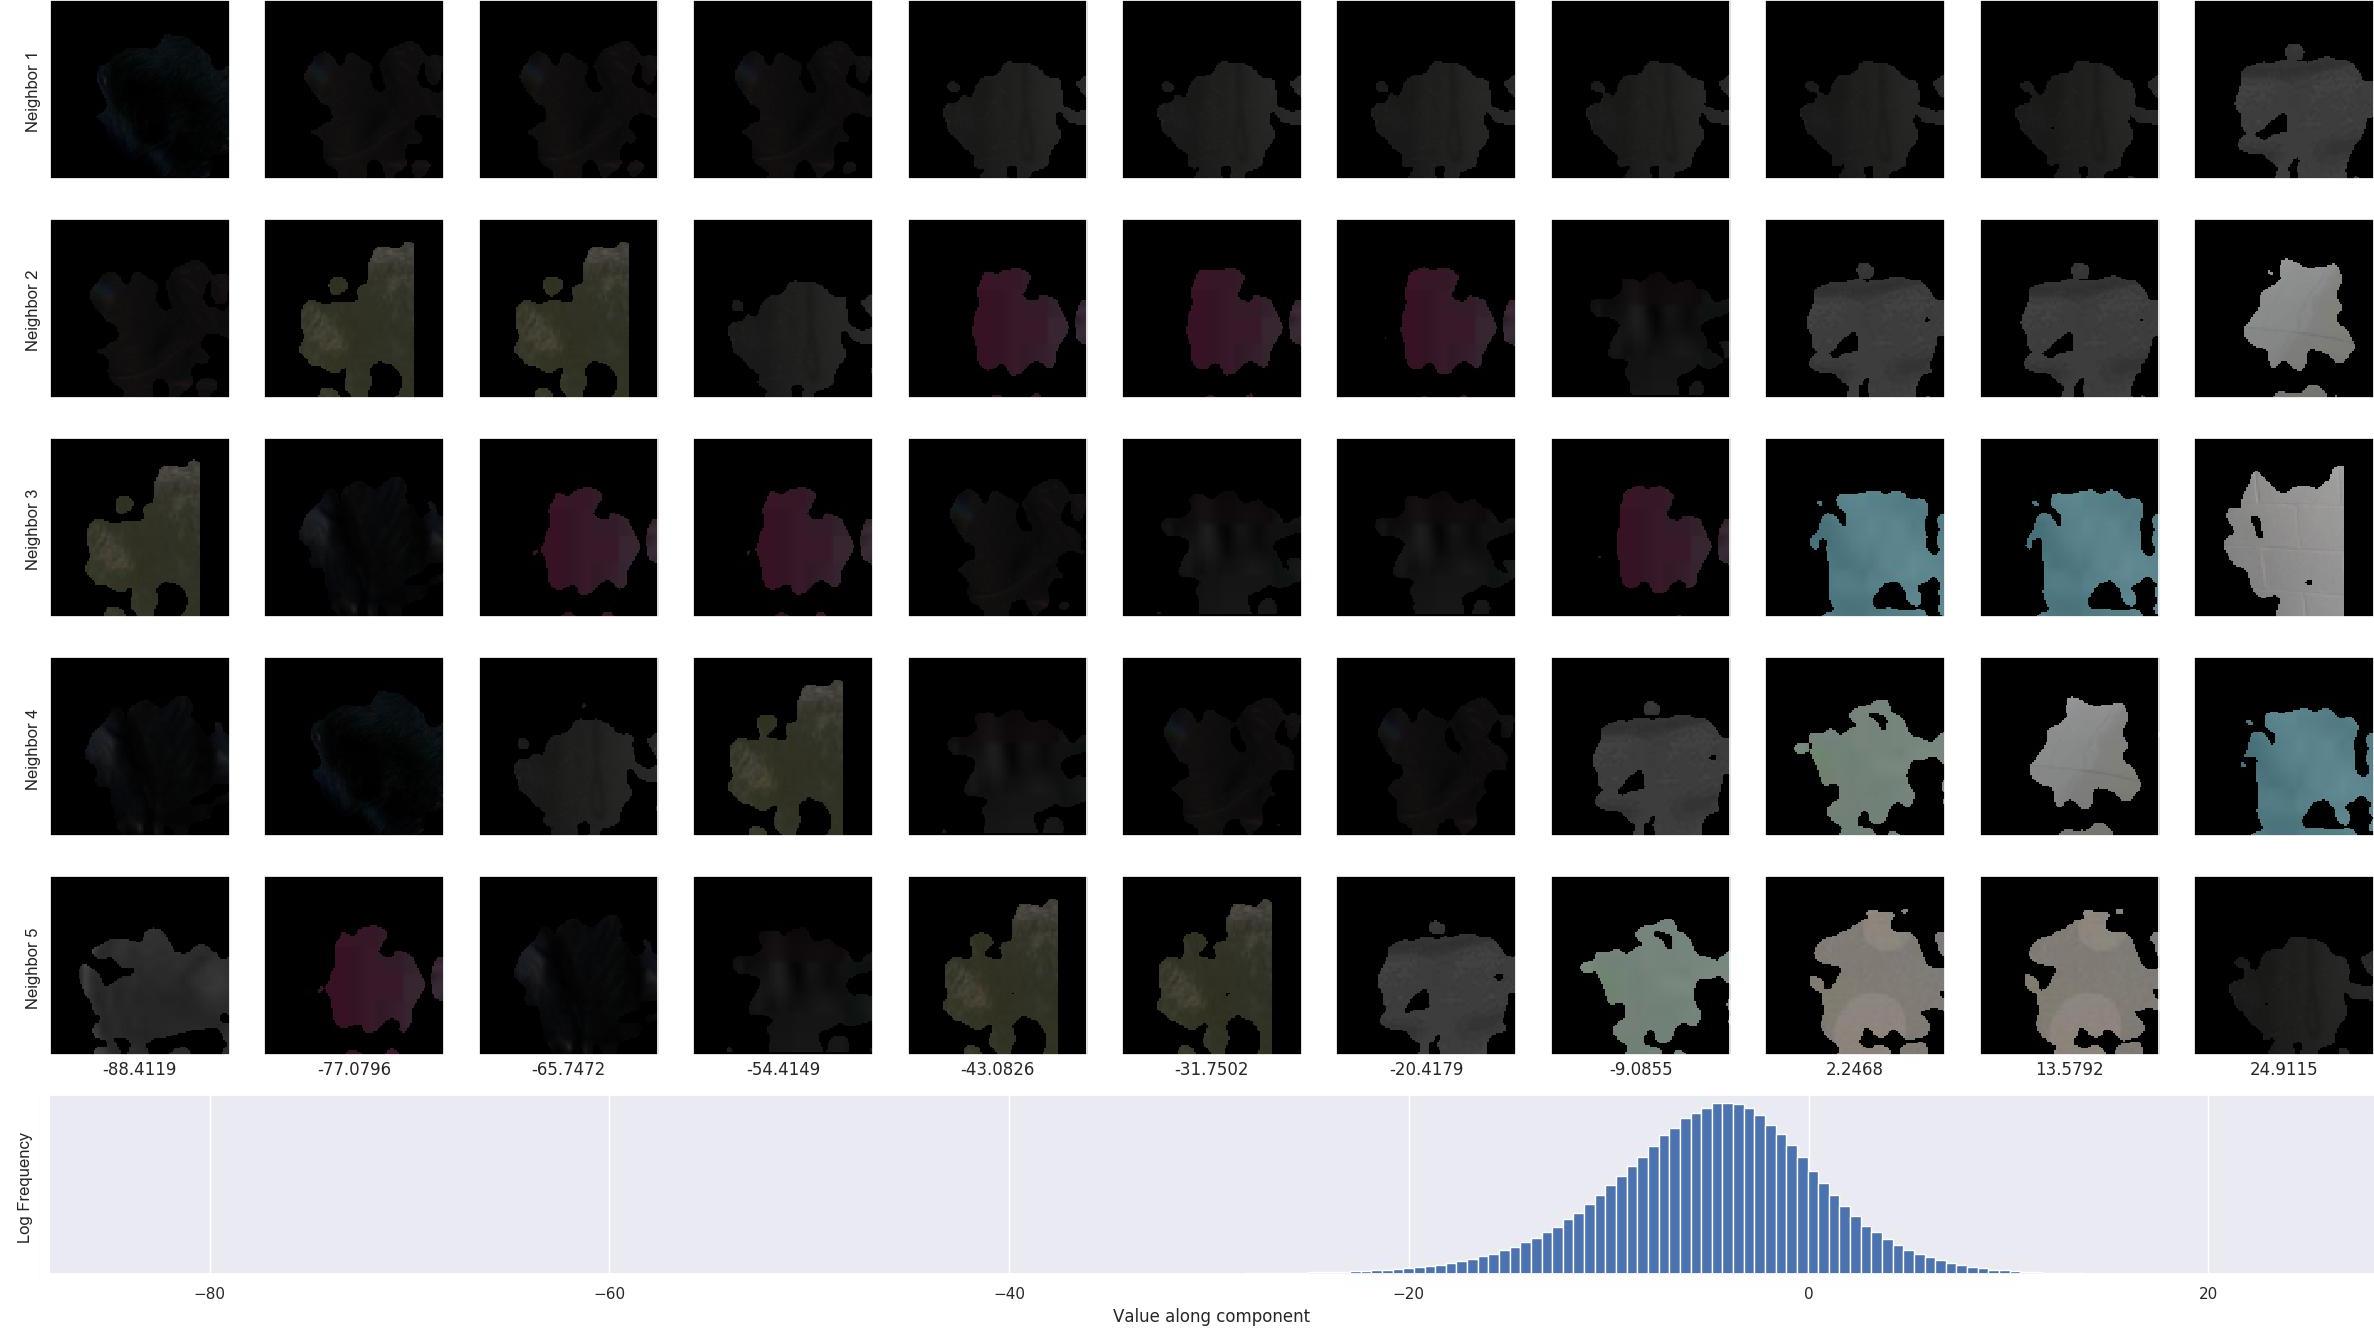 Neighbor 1
Neighbor 2
Neighbor 3
Neighbor 4
Neighbor 5
-88.4119 -77.0796 -65.7472 -54.4149 -43.0826 -31.7502 -20.4179 -9.0855 2.2468 13.5792 24.9115
Log Frequency
−80 −60 −40 −20 0 20
Value along component